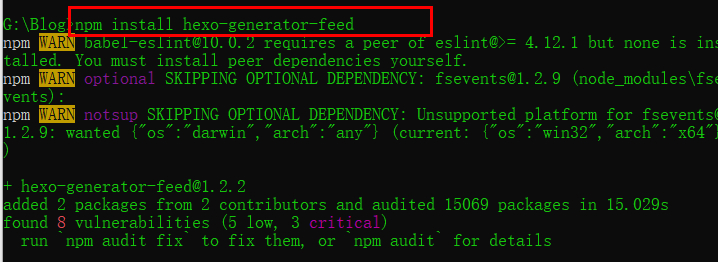 G:\Blog>npm install hexo-generator-feed
npm WARN babel-eslint@10.0.2 requires a peer of eslint@>= 4.12.1 but none is ins
talled. You must install peer dependencies yourself.
npm WARN optional SKIPPING OPTIONAL DEPENDENCY: fsevents@1.2.9 (node_modules\fse
vents):
npm WARN notsup SKIPPING OPTIONAL DEPENDENCY: Unsupported platform for fsevents@
1.2.9: wanted {"os":"darwin","arch":"any"} (current: {"os":"win32","arch":"x64"}
)
+ hexo-generator-feed@1.2.2
added 2 packages from 2 contributors and audited 15069 packages in 15.029s
found 8 vulnerabilities (5 low, 3 critical)
run `npm audit fix` to fix them, or `npm audit` for details